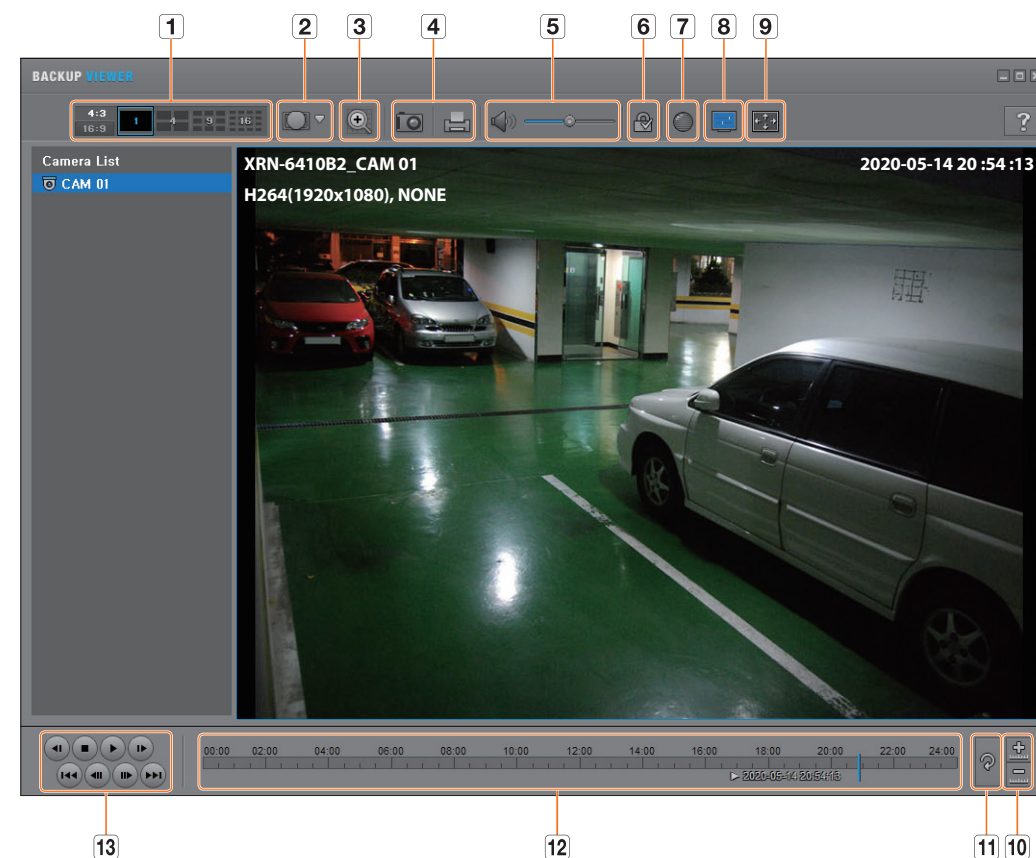 1 2 3 4 5 6 7 8 9
BACKUP VIEWER
4:3
16:9
1 4 9 16
?
Camera List
CAM 01
XRN-6410B2_CAM 01
2020-05-14 20 :54 :13
H264(1920x1080), NONE
00:00 02:00 04:00 06:00 08:00 10:00 12:00 14:00 16:00 18:00 20:00 22:00 24:00
2020-05-14 20:54:13
13 12 11 10